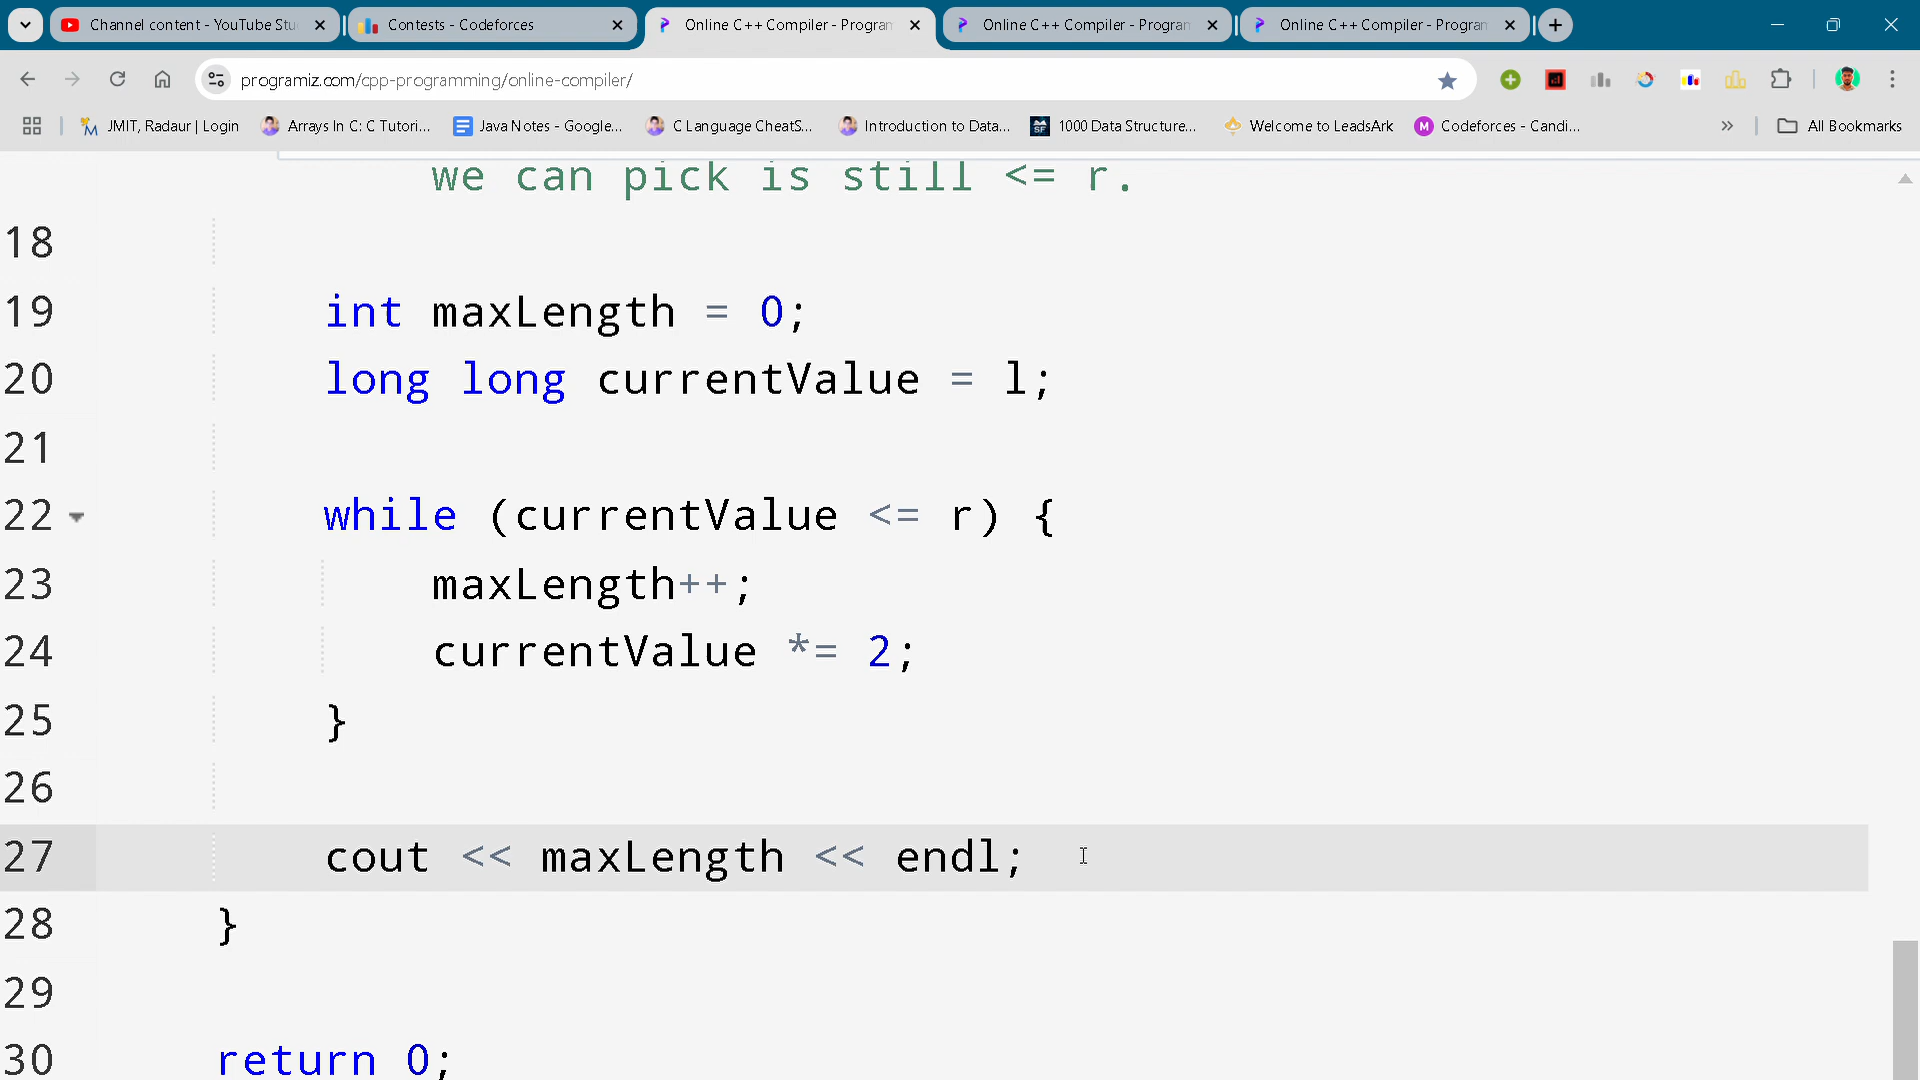 Channel content - YouTube Stu
Contests - Codeforces
Online C++ Compiler - Program
Online C++ Compiler - Program
Online C++ Compiler - Program
programiz.com/cpp-programming/online-compiler/
JMIT, Radaur | Login
Arrays In C: C Tutori...
Java Notes - Google...
C Language CheatS...
Introduction to Data...
1000 Data Structure...
Welcome to LeadsArk
Codeforces - Candi...
All Bookmarks
we can pick is still <= r.
18
19 int maxLength = 0;
20 long long currentValue = l;
21
22 while (currentValue <= r) {
23 maxLength++;
24 currentValue *= 2;
25 }
26
27 cout << maxLength << endl;
28 }
29
30 return 0;